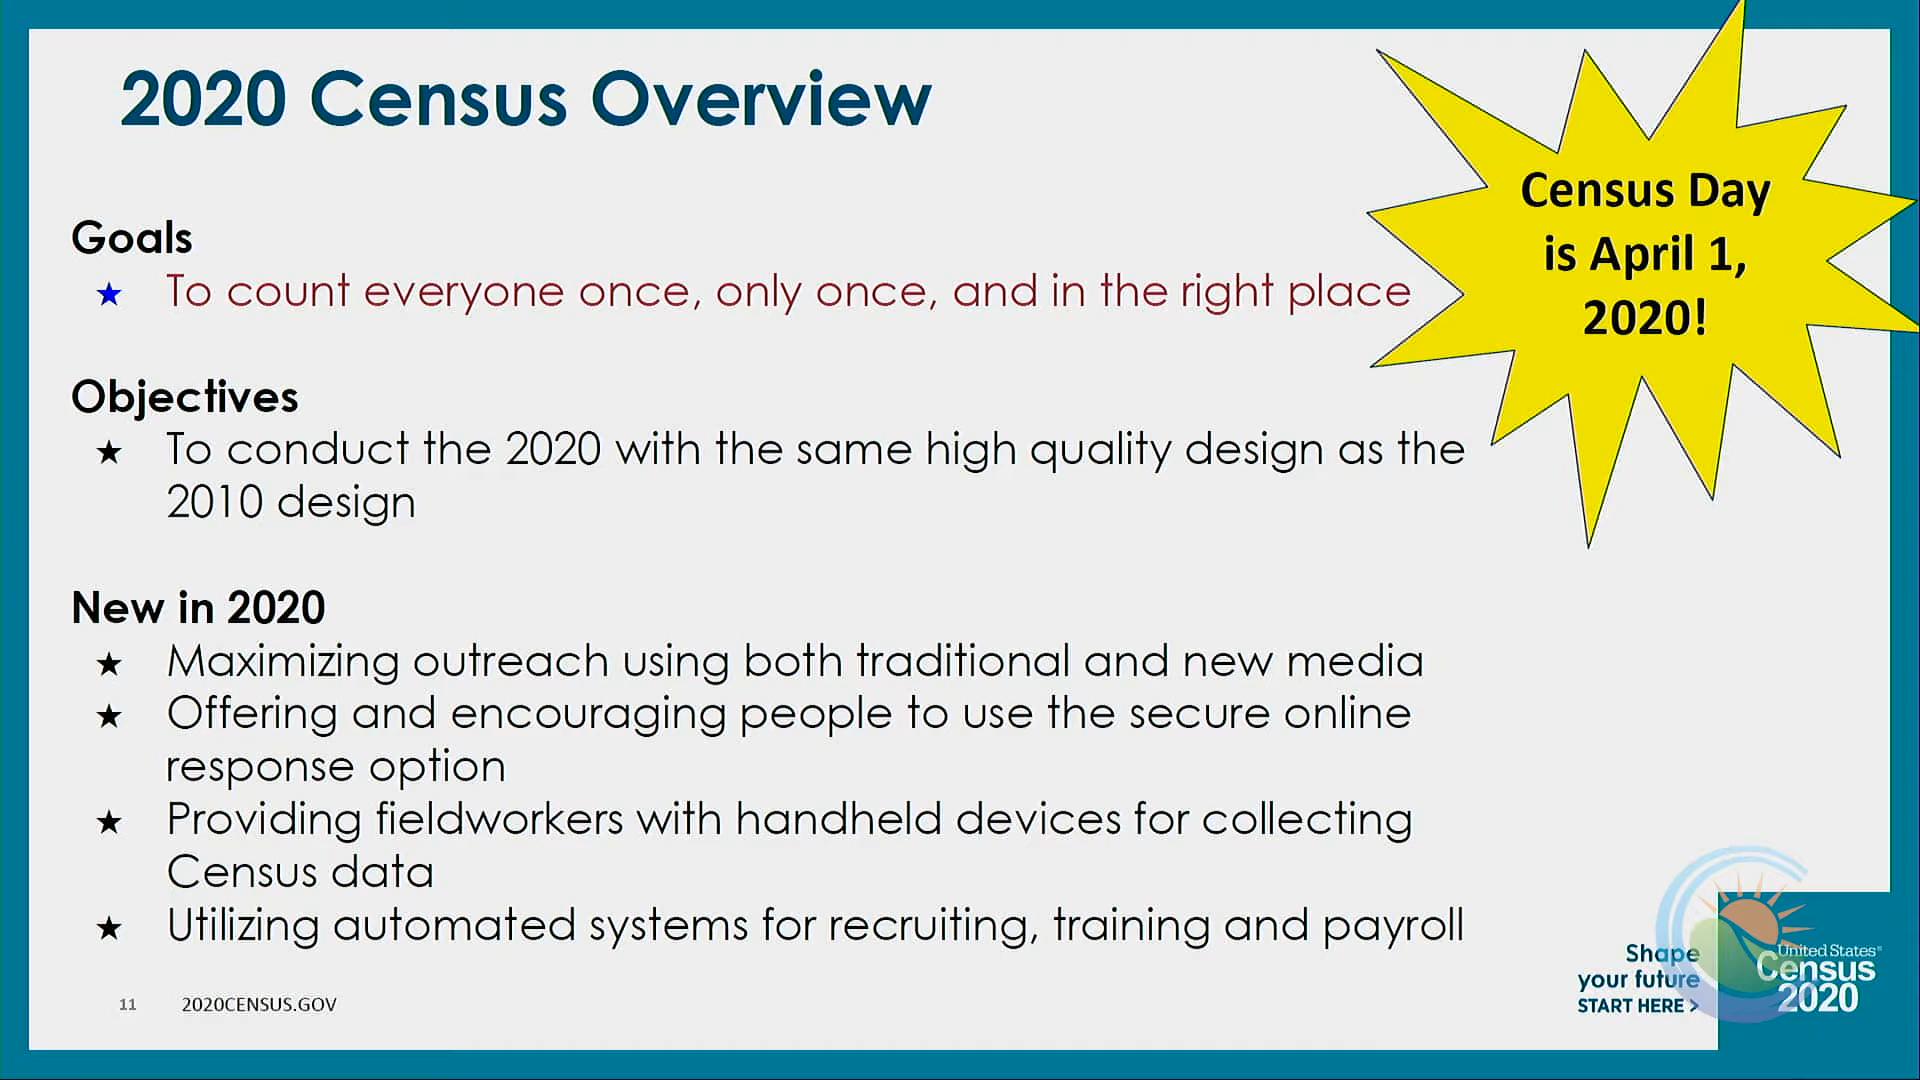 2020 Census Overview
Census Day
is April 1,
2020!
Goals
★ To count everyone once, only once, and in the right place
Objectives
★ To conduct the 2020 with the same high quality design as the
2010 design
New in 2020
★ Maximizing outreach using both traditional and new media
★ Offering and encouraging people to use the secure online
response option
★ Providing fieldworkers with handheld devices for collecting
Census data
★ Utilizing automated systems for recruiting, training and payroll
11 2020CENSUS.GOV
Shape
your future
START HERE >
United States®
Census
2020